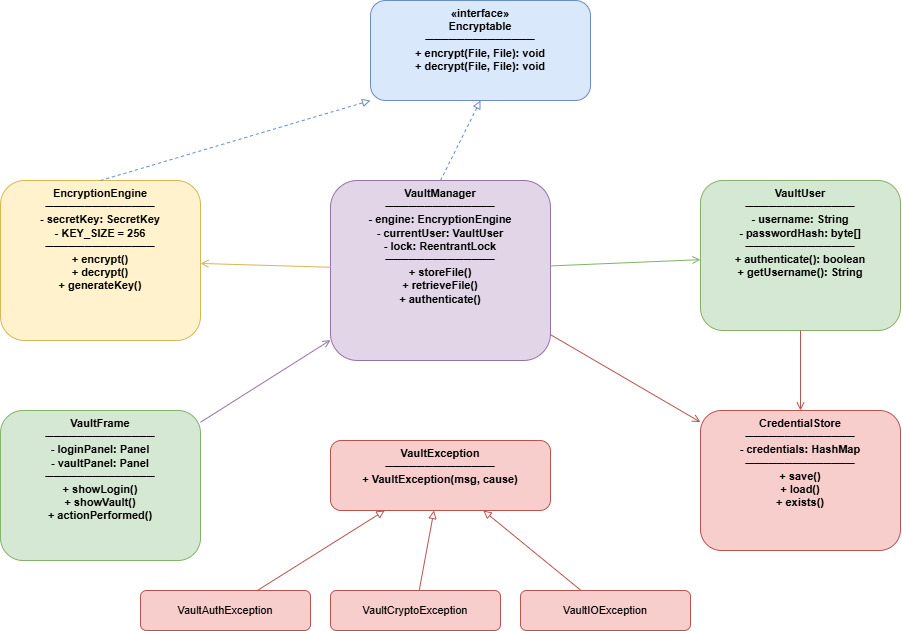 «interface»
Encryptable
+ encrypt(File, File): void
+ decrypt(File, File): void
EncryptionEngine
- secretKey: SecretKey
- KEY_SIZE = 256
+ encrypt()
+ decrypt()
+ generateKey()
VaultManager
- engine: EncryptionEngine
- currentUser: VaultUser
- lock: ReentrantLock
+ storeFile()
+ retrieveFile()
+ authenticate()
VaultUser
- username: String
- passwordHash: byte[]
+ authenticate(): boolean
+ getUsername(): String
VaultFrame
- loginPanel: Panel
- vaultPanel: Panel
+ showLogin()
+ showVault()
+ actionPerformed()
VaultException
+ VaultException(msg, cause)
CredentialStore
- credentials: HashMap
+ save()
+ load()
+ exists()
VaultAuthException
VaultCryptoException
VaultIOException